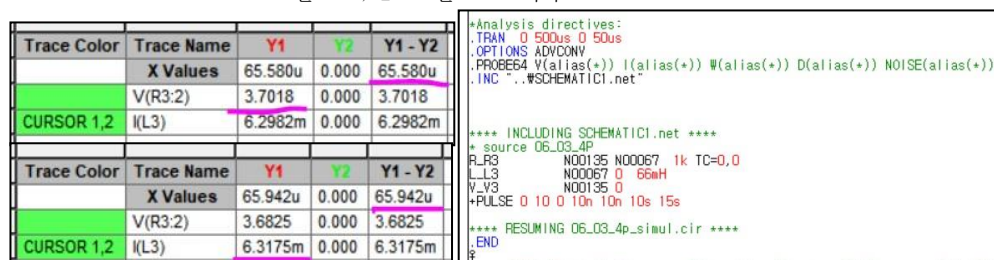 Trace Color Trace Name Y1 Y2 Y1 - Y2
X Values 65.580u 0.000 65.580u
V(R3:2) 3.7018 0.000 3.7018
CURSOR 1,2 I(L3) 6.2982m 0.000 6.2982m
Trace Color Trace Name Y1 Y2 Y1 - Y2
X Values 65.942u 0.000 65.942u
V(R3:2) 3.6825 0.000 3.6825
CURSOR 1,2 I(L3) 6.3175m 0.000 6.3175m
*Analysis directives:
.TRAN 0 500us 0 50us
.OPTIONS ADVCONV
.PROBE64 V(alias(*)) I(alias(*)) W(alias(*)) D(alias(*)) NOISE(alias(*))
.INC "..₩SCHEMATIC1.net"
**** INCLUDING SCHEMATIC1.net ****
* source 06_03_4P
R_R3 N00135 N00067 1k TC=0,0
L_L3 N00067 0 66mH
V_V3 N00135 0
+PULSE 0 10 0 10n 10n 10s 15s
**** RESUMING 06_03_4p_simul.cir ****
.END